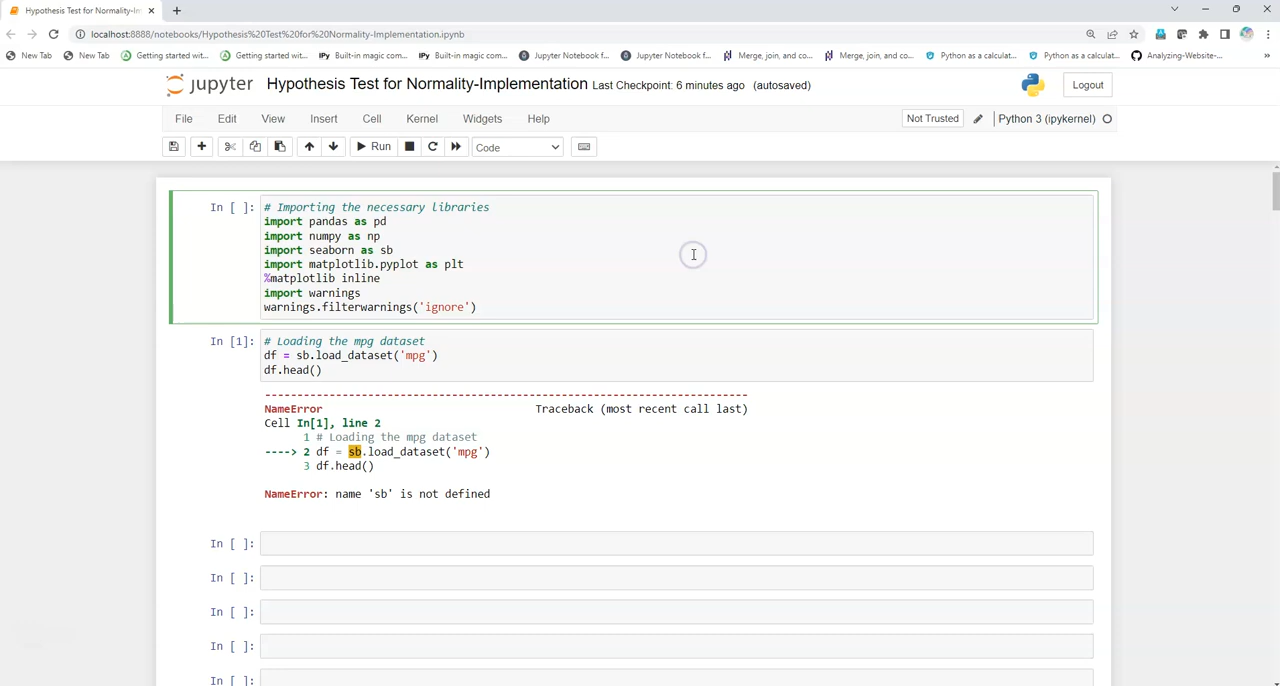 Hypothesis Test for Normality-Im
localhost:8888/notebooks/Hypothesis%20Test%20for%20Normality-Implementation.ipynb
New Tab New Tab Getting started wit... Getting started wit... IPy Built-in magic com... IPy Built-in magic com... Jupyter Notebook f... Jupyter Notebook f... Merge, join, and co... Merge, join, and co... Python as a calculat... Python as a calculat... Analyzing-Website-... »
jupyter Hypothesis Test for Normality-Implementation Last Checkpoint: 6 minutes ago (autosaved) Logout
File Edit View Insert Cell Kernel Widgets Help Not Trusted Python 3 (ipykernel)
Run Code
In [ ]: # Importing the necessary libraries
import pandas as pd
import numpy as np
import seaborn as sb
import matplotlib.pyplot as plt
%matplotlib inline
import warnings
warnings.filterwarnings('ignore')
In [1]: # Loading the mpg dataset
df = sb.load_dataset('mpg')
df.head()
---------------------------------------------------------------------------
NameError Traceback (most recent call last)
Cell In[1], line 2
1 # Loading the mpg dataset
----> 2 df = sb.load_dataset('mpg')
3 df.head()
NameError: name 'sb' is not defined
In [ ]:
In [ ]:
In [ ]:
In [ ]:
In [ ]: